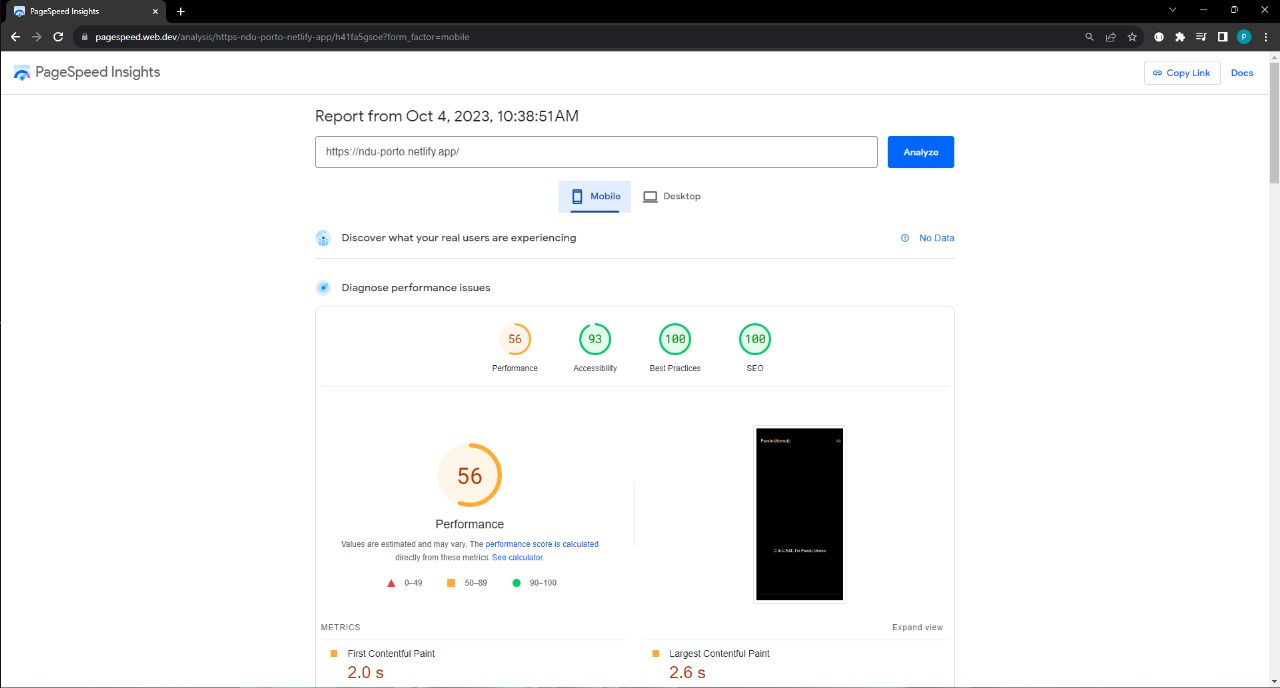 PageSpeed Insights
pagespeed.web.dev/analysis/https-ndu-porto-netlify-app/h41fa5gsoe?form_factor=mobile
P
PageSpeed Insights
Copy Link
Docs
Report from Oct 4, 2023, 10:38:51AM
https://ndu-porto.netlify.app/
Analyze
Mobile
Desktop
Discover what your real users are experiencing
No Data
Diagnose performance issues
56
93
100
100
Performance
Accessibility
Best Practices
SEO
56
Performance
Values are estimated and may vary. The performance score is calculated
directly from these metrics. See calculator.
0–49
50–89
90–100
I'm Pandu Utomo
METRICS
Expand view
First Contentful Paint
2.0 s
Largest Contentful Paint
2.6 s